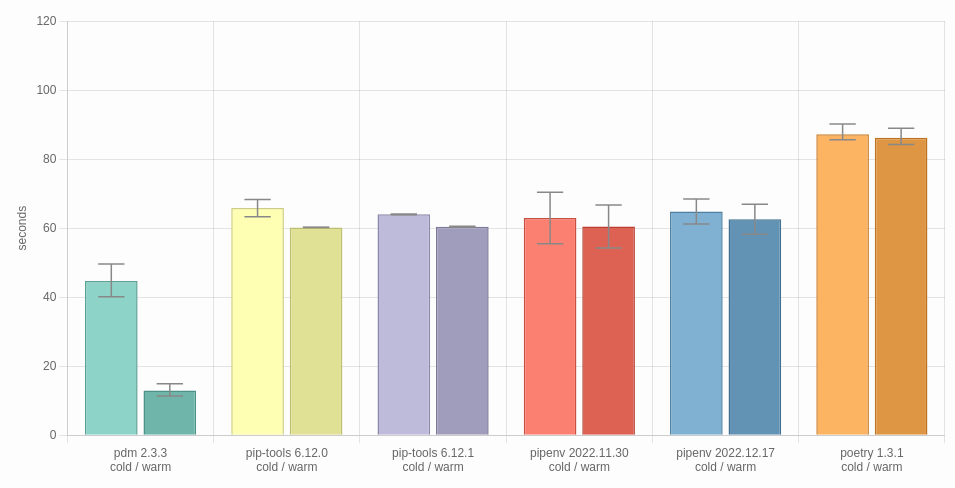 120
100
80
60
40
20
0
seconds
pdm 2.3.3
cold / warm
pip-tools 6.12.0
cold / warm
pip-tools 6.12.1
cold / warm
pipenv 2022.11.30
cold / warm
pipenv 2022.12.17
cold / warm
poetry 1.3.1
cold / warm